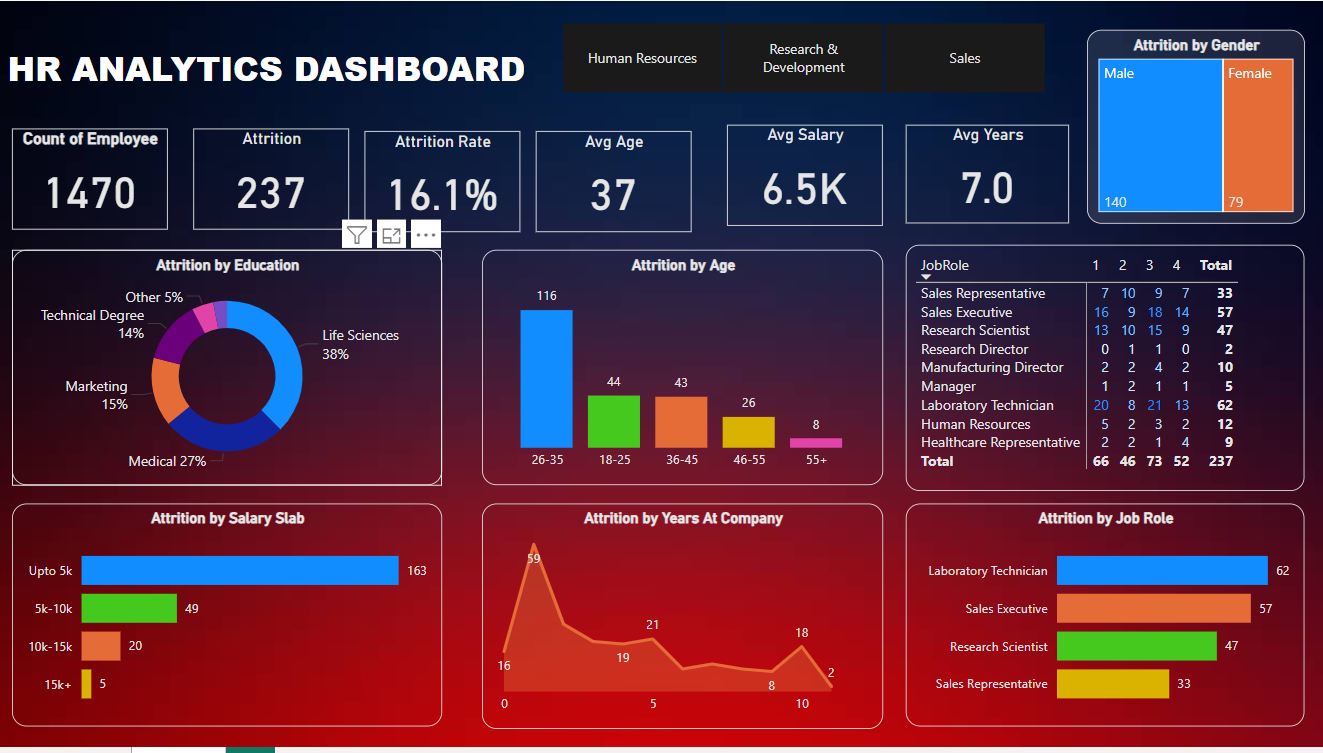 HR ANALYTICS DASHBOARD
Human Resources
Research &
Development
Sales
Attrition by Gender
Male
Female
140
79
Count of Employee
1470
Attrition
237
Attrition Rate
16.1%
Avg Age
37
Avg Salary
6.5K
Avg Years
7.0
Attrition by Education
Other 5%
Technical Degree
14%
Life Sciences
38%
Marketing
15%
Medical 27%
Attrition by Age
116
44
43
26
8
26-35 18-25 36-45 46-55 55+
JobRole 1 2 3 4 Total
Sales Representative 7 10 9 7 33
Sales Executive 16 9 18 14 57
Research Scientist 13 10 15 9 47
Research Director 0 1 1 0 2
Manufacturing Director 2 2 4 2 10
Manager 1 2 1 1 5
Laboratory Technician 20 8 21 13 62
Human Resources 5 2 3 2 12
Healthcare Representative 2 2 1 4 9
Total 66 46 73 52 237
Attrition by Salary Slab
Upto 5k 163
5k-10k 49
10k-15k 20
15k+ 5
Attrition by Years At Company
59
21
18
16
19
8
2
0 5 10
Attrition by Job Role
Laboratory Technician 62
Sales Executive 57
Research Scientist 47
Sales Representative 33